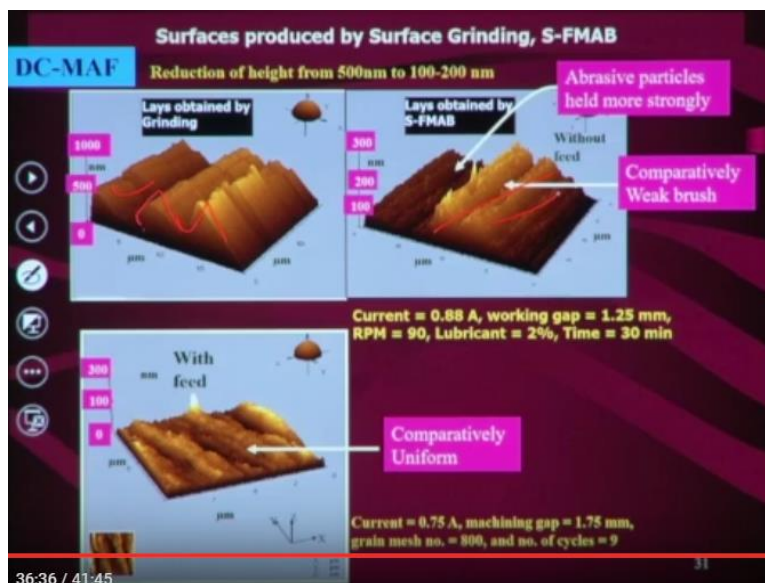 Surfaces produced by Surface Grinding, S-FMAB
DC-MAF
Reduction of height from 500nm to 100-200 nm
Abrasive particles
held more strongly
Lays obtained by
Grinding
1000
nm
500
0
µm
µm
Lays obtained by
S-FMAB
Without
feed
300
nm
200
100
µm
µm
Comparatively
Weak brush
Current = 0.88 A, working gap = 1.25 mm,
RPM = 90, Lubricant = 2%, Time = 30 min
With
feed
300
nm
100
0
µm
µm
X
Comparatively
Uniform
Current = 0.75 A, machining gap = 1.75 mm,
grain mesh no. = 800, and no. of cycles = 9
31
36:36 / 41:45